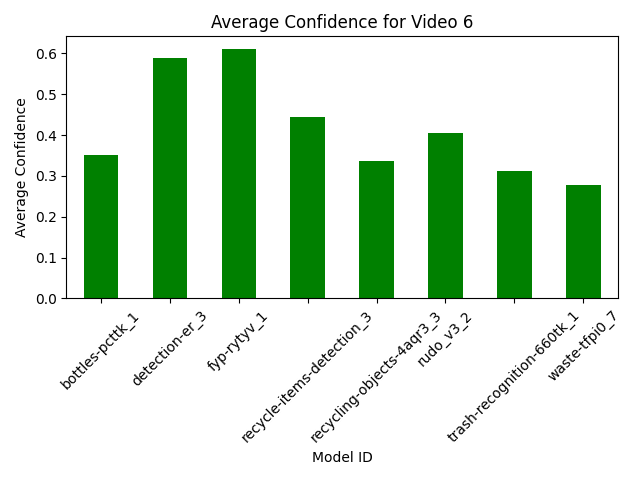 Average Confidence for Video 6
Average Confidence
0.6
0.5
0.4
0.3
0.2
0.1
0.0
bottles-pcttk_1
detection-er_3
fyp-rytyv_1
recycle-items-detection_3
recycling-objects-4aqr3_3
rudo_v3_2
trash-recognition-660tk_1
waste-tfpi0_7
Model ID